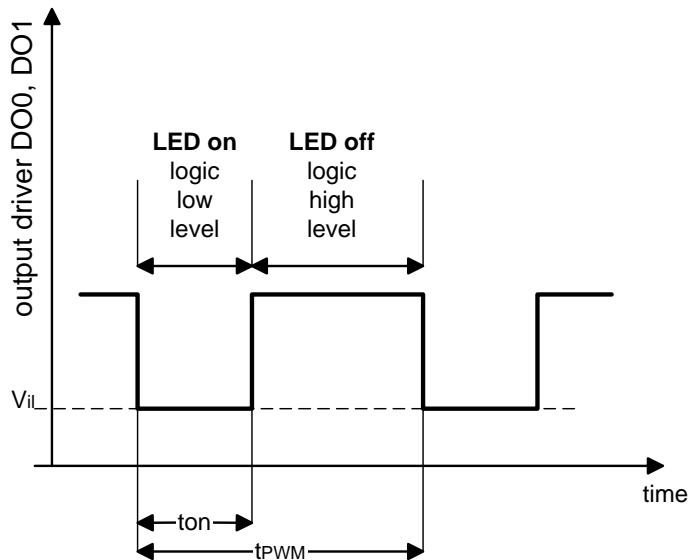 output driver DO0, DO1
LED on
logic
low
level
LED off
logic
high
level
Vil
time
ton
tPWM